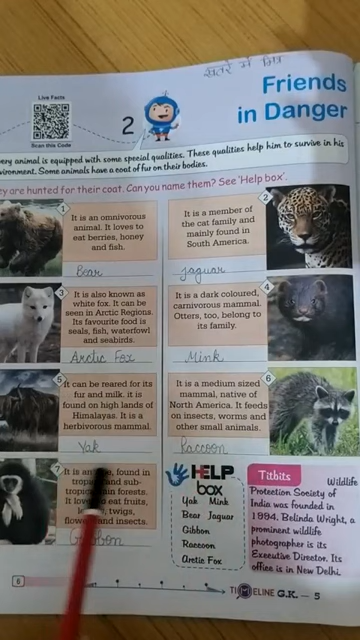 खतरे में मित्र
Live Facts
Scan this Code
2
Friends
in Danger
very animal is equipped with some special qualities. These qualities help him to survive in his
vironment. Some animals have a coat of fur on their bodies.
ey are hunted for their coat. Can you name them? See 'Help box'.
1
It is an omnivorous
animal. It loves to
eat berries, honey
and fish.
Bear
2
It is a member of
the cat family and
mainly found in
South America.
Jaguar
3
It is also known as
white fox. It can be
seen in Arctic Regions.
Its favourite food is
seals, fish, waterfowl
and seabirds.
Arctic Fox
4
It is a dark coloured,
carnivorous mammal.
Otters, too, belong to
its family.
Mink
5
It can be reared for its
fur and milk. It is
found on high lands of
Himalayas. It is a
herbivorous mammal.
Yak
6
It is a medium sized
mammal, native of
North America. It feeds
on insects, worms and
other small animals.
Raccoon
7
It is an found in
and sub-
forests.
It eat fruits,
twigs,
and insects.
Gibbon
HELP
box
Yak Mink
Bear Jaguar
Gibbon
Raccoon
Arctic Fox
Titbits
Wildlife
Protection Society of
India was founded in
1994. Belinda Wright, a
prominent wildlife
photographer is its
Executive Director. Its
office is in New Delhi.
6
TIMELINE G.K. — 5